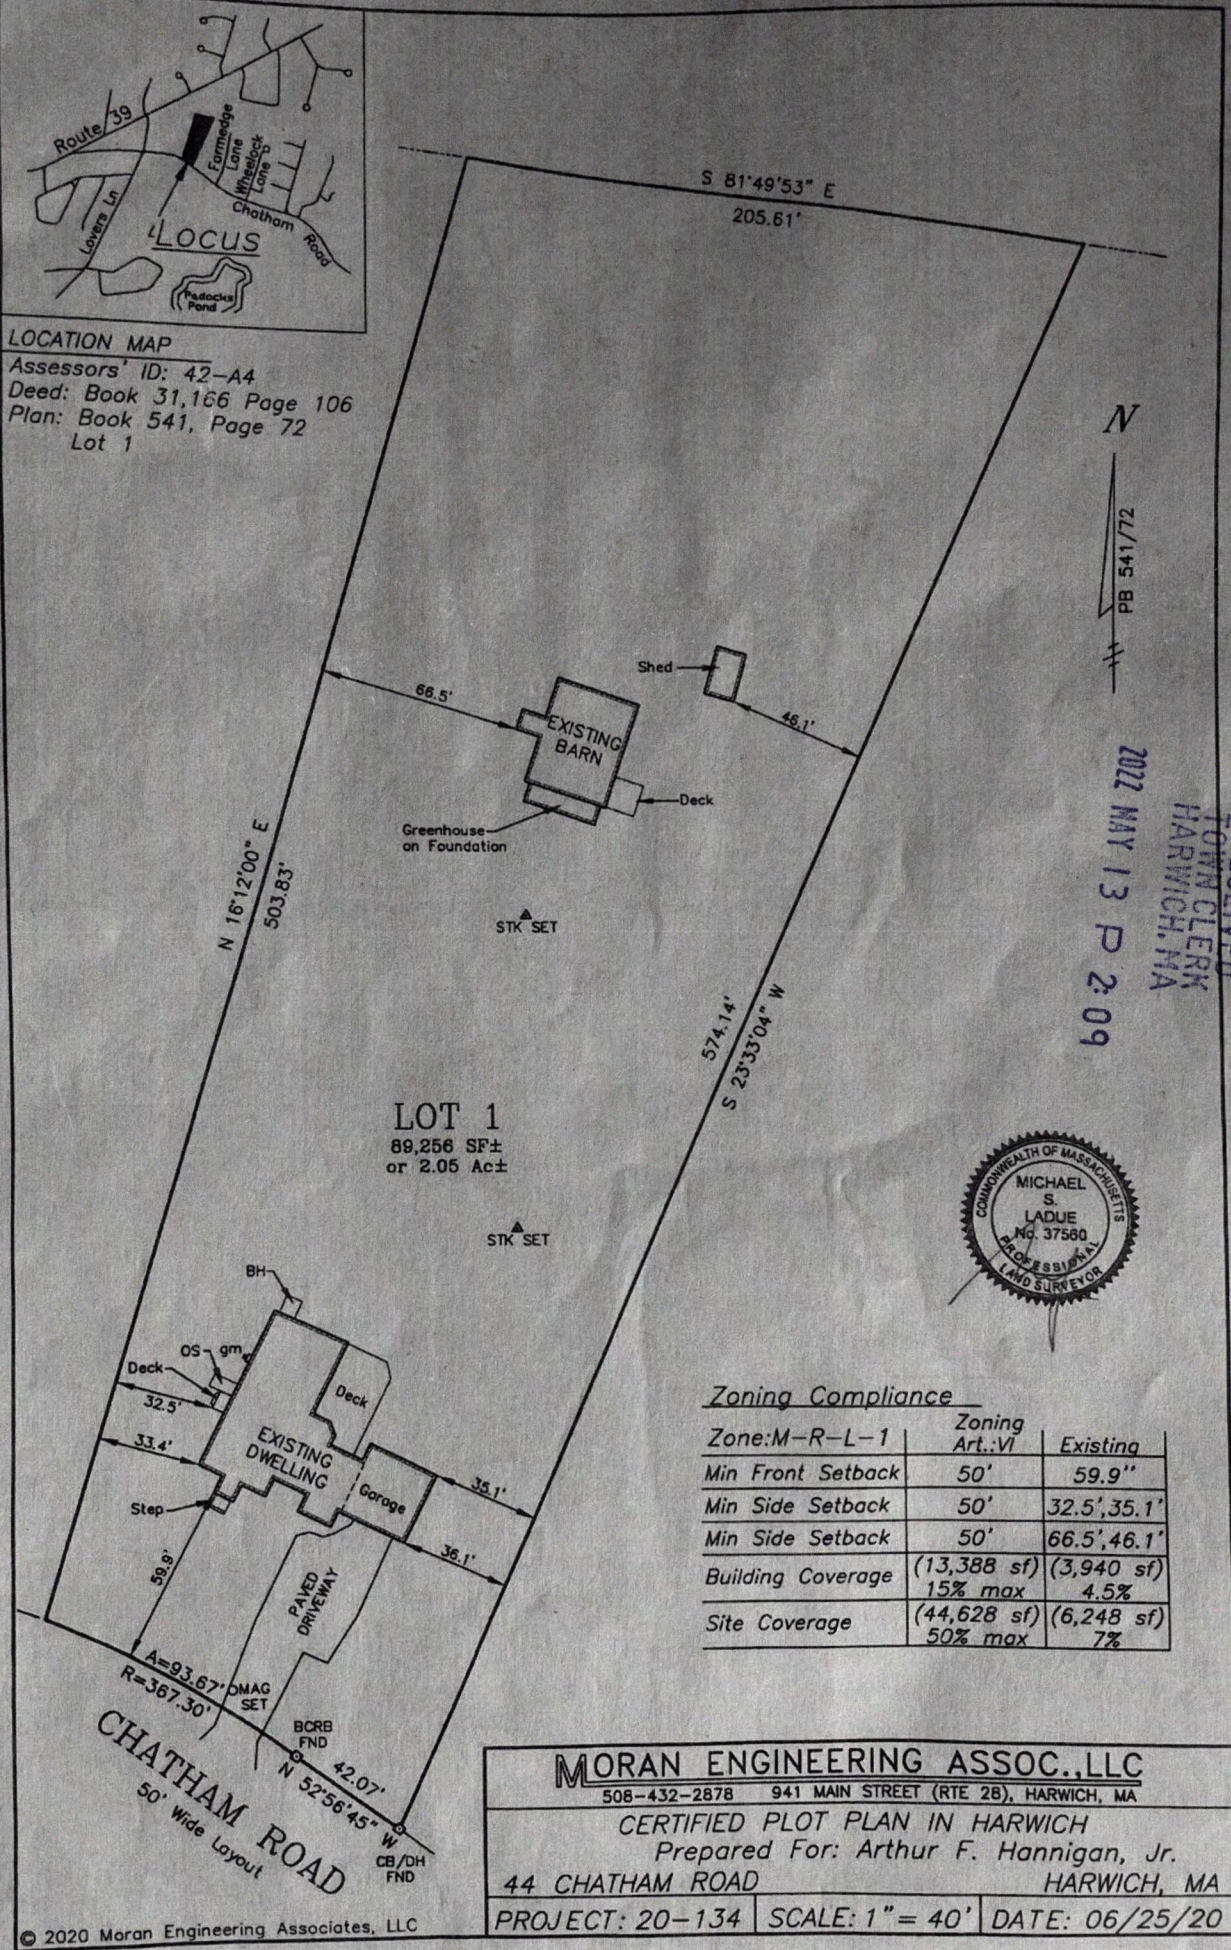 Route 39
Farmedge
Lane
Wheelock
Lane
Lovers Ln
Chatham Road
LOCUS
Padocks
Pond
LOCATION MAP
Assessors' ID: 42-A4
Deed: Book 31,166 Page 106
Plan: Book 541, Page 72
Lot 1
S 81°49'53" E
205.61'
N
PB 541/72
Shed
66.5'
46.1'
EXISTING
BARN
Deck
Greenhouse
on Foundation
N 16°12'00" E
503.83'
STK SET
574.14'
S 23°33'04" W
TOWN CLERK
HARWICH, MA
2022 MAY 13 P 2:09
LOT 1
89,256 SF±
or 2.05 Ac±
STK SET
COMMONWEALTH OF MASSACHUSETTS
MICHAEL
S.
LADUE
No. 37560
PROFESSIONAL
LAND SURVEYOR
BH
OS
gm
Deck
32.5'
Deck
33.4'
EXISTING
DWELLING
Garage
35.1'
Step
36.1'
59.9'
PAVED
DRIVEWAY
Zoning Compliance
Zone:M-R-L-1 Zoning Art.:VI Existing
Min Front Setback 50' 59.9''
Min Side Setback 50' 32.5',35.1'
Min Side Setback 50' 66.5',46.1'
Building Coverage (13,388 sf) 15% max (3,940 sf) 4.5%
Site Coverage (44,628 sf) 50% max (6,248 sf) 7%
A=93.67'
R=367.30'
MAG
SET
BCRB
FND
42.07'
N 52°56'45" W
CB/DH
FND
CHATHAM ROAD
50' Wide Layout
© 2020 Moran Engineering Associates, LLC
MORAN ENGINEERING ASSOC.,LLC
508-432-2878 941 MAIN STREET (RTE 28), HARWICH, MA
CERTIFIED PLOT PLAN IN HARWICH
Prepared For: Arthur F. Hannigan, Jr.
44 CHATHAM ROAD HARWICH, MA
PROJECT: 20-134 SCALE: 1"= 40' DATE: 06/25/20